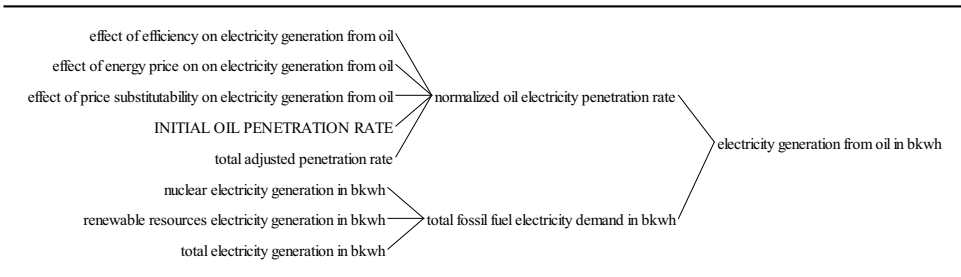 effect of efficiency on electricity generation from oil
effect of energy price on on electricity generation from oil
effect of price substitutability on electricity generation from oil
INITIAL OIL PENETRATION RATE
total adjusted penetration rate
normalized oil electricity penetration rate
nuclear electricity generation in bkwh
renewable resources electricity generation in bkwh
total electricity generation in bkwh
total fossil fuel electricity demand in bkwh
electricity generation from oil in bkwh